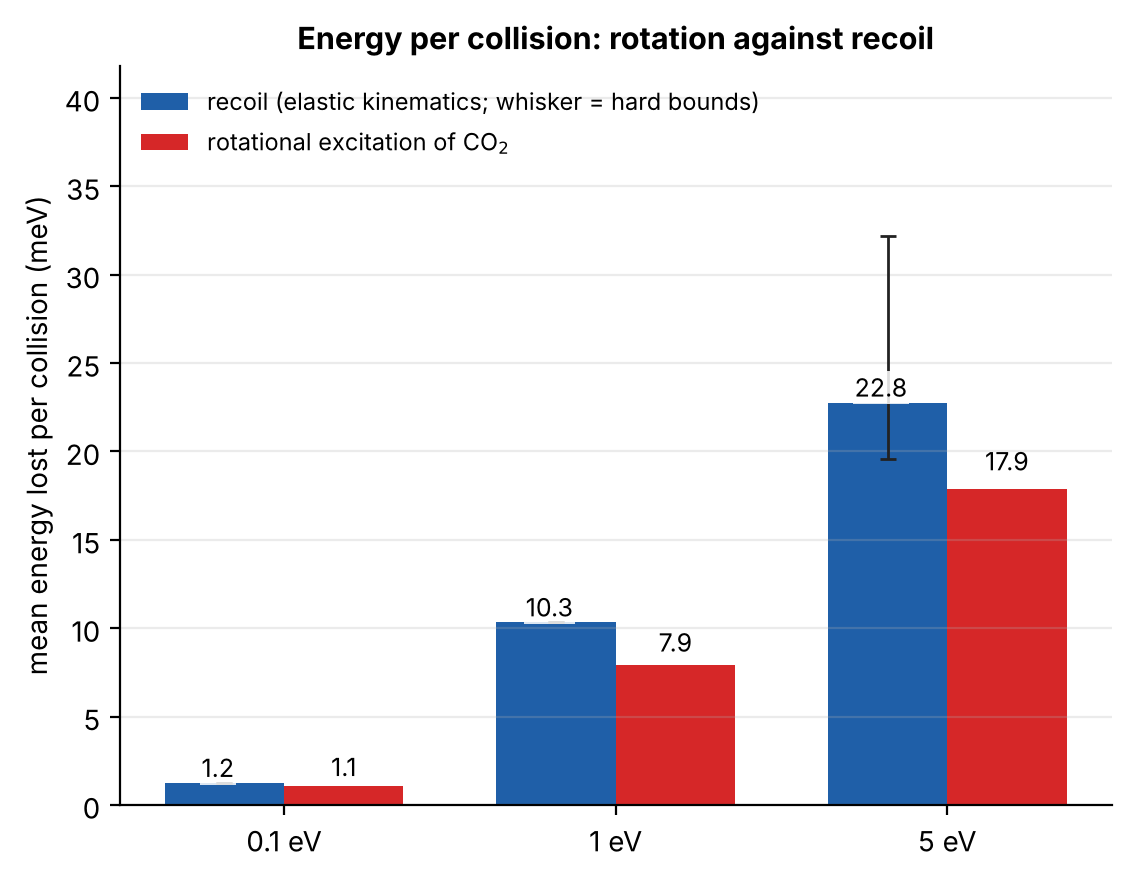 Energy per collision: rotation against recoil
recoil (elastic kinematics; whisker = hard bounds)
rotational excitation of CO₂
mean energy lost per collision (meV)
40
35
30
25
20
15
10
5
0
1.2
1.1
10.3
7.9
22.8
17.9
0.1 eV
1 eV
5 eV